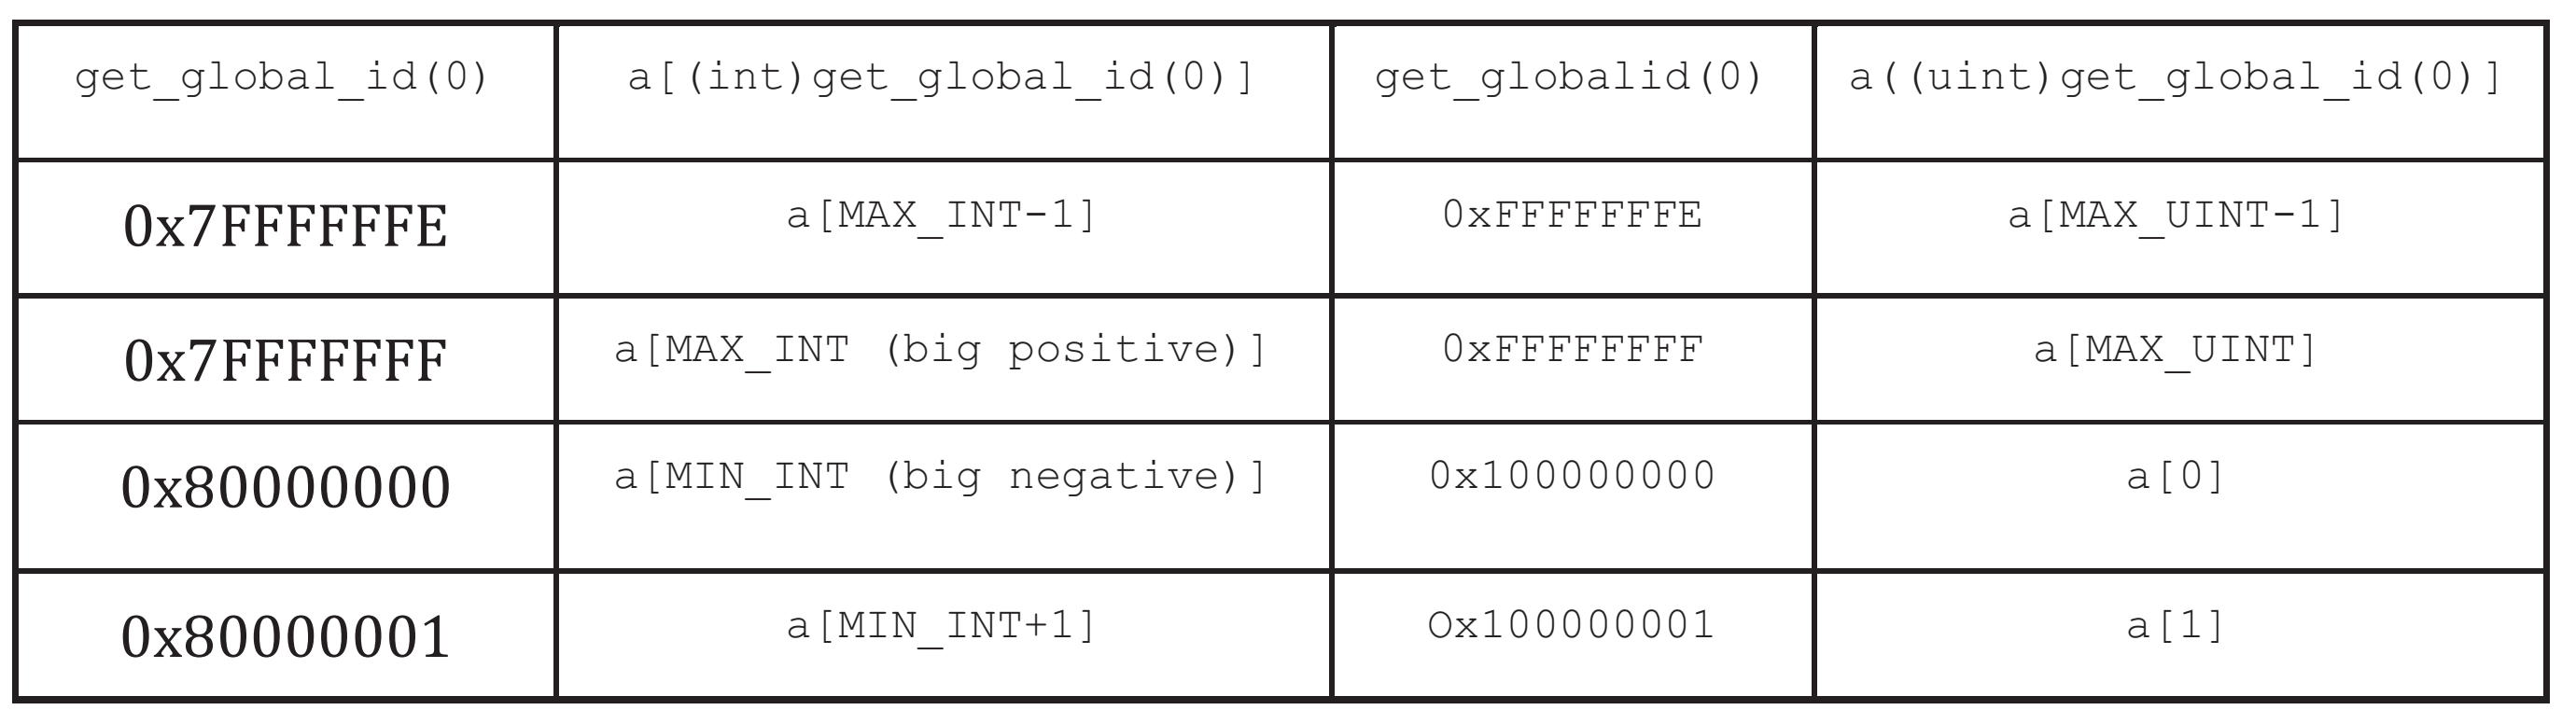 get_global_id(0) a[(int)get_global_id(0)] get_globalid(0) a((uint)get_global_id(0)]
0x7FFFFFFE a[MAX_INT-1] 0xFFFFFFFE a[MAX_UINT-1]
0x7FFFFFFF a[MAX_INT (big positive)] 0xFFFFFFFF a[MAX_UINT]
0x80000000 a[MIN_INT (big negative)] 0x100000000 a[0]
0x80000001 a[MIN_INT+1] Ox100000001 a[1]